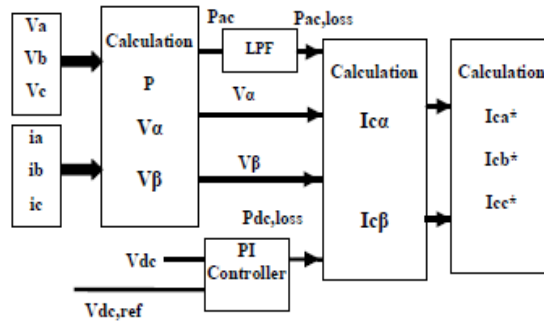 Va
Vb
Vc
ia
ib
ic
Calculation
P
Vα
Vβ
Pac
LPF
Pac,loss
Vα
Vβ
Pdc,loss
Vdc
Vdc,ref
PI
Controller
Calculation
Icα
Icβ
Calculation
Ica*
Icb*
Icc*